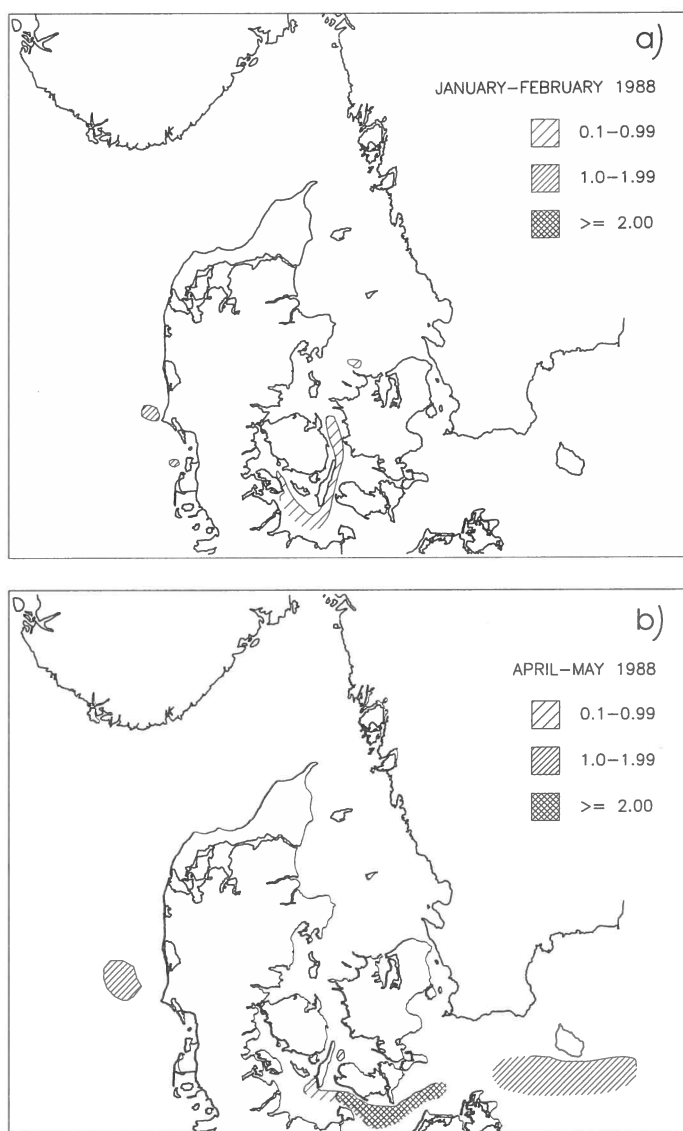 a)
JANUARY–FEBRUARY 1988
0.1–0.99
1.0–1.99
>= 2.00
b)
APRIL–MAY 1988
0.1–0.99
1.0–1.99
>= 2.00